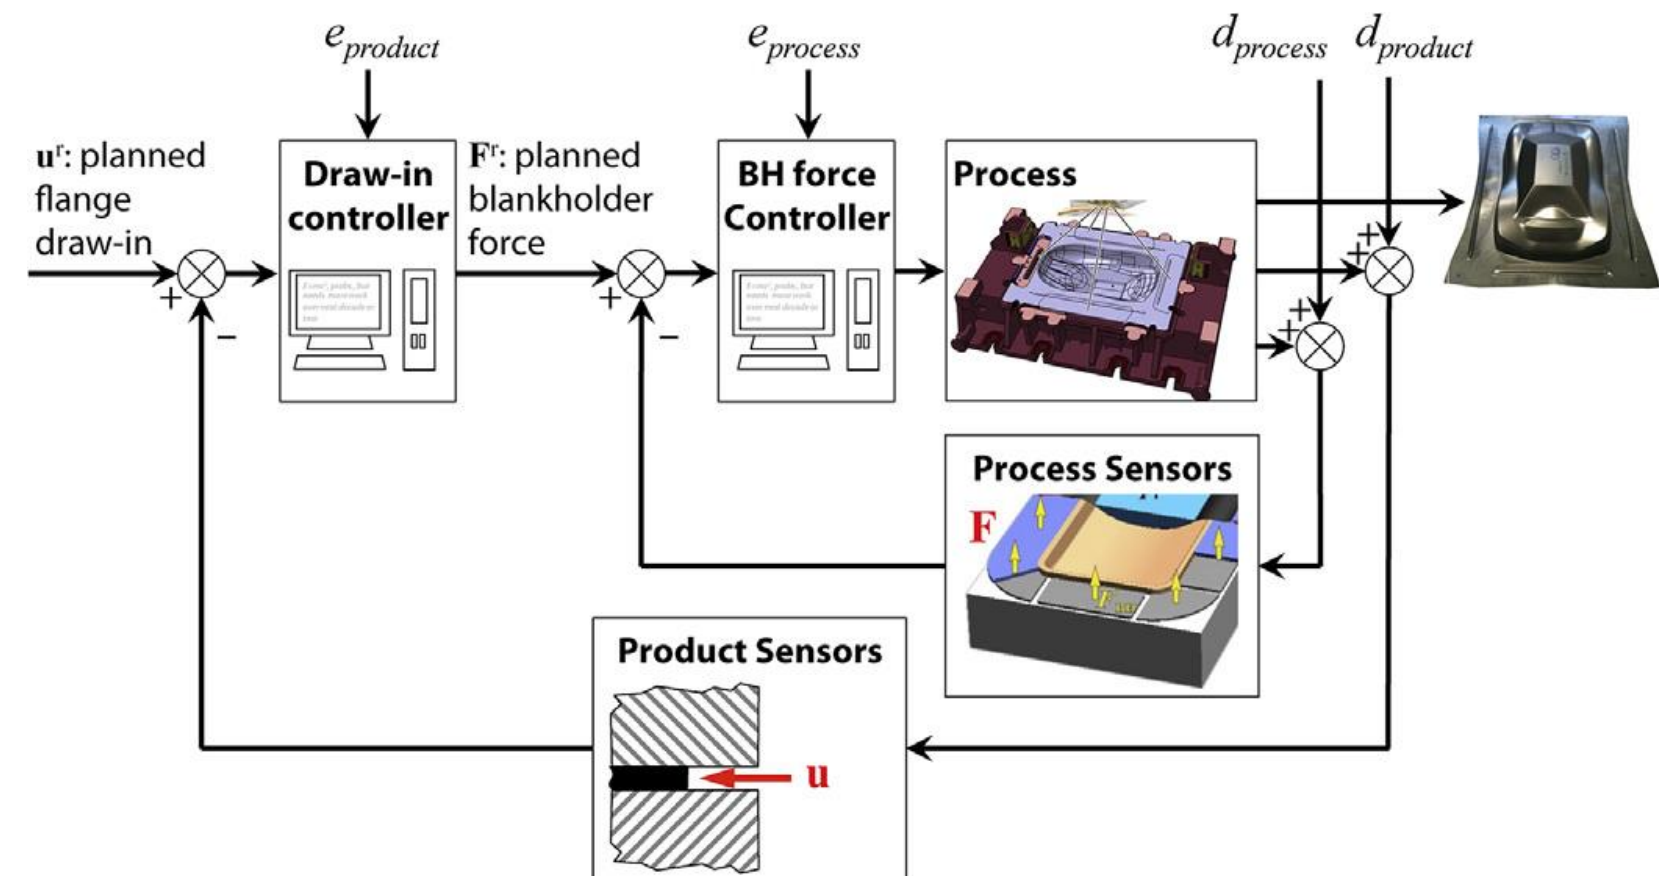 e_product
e_process
d_process
d_product
u^r: planned
flange
draw-in
+
−
Draw-in
controller
F^r: planned
blankholder
force
+
−
BH force
Controller
Process
+
+
+
+
Process Sensors
F
Product Sensors
u